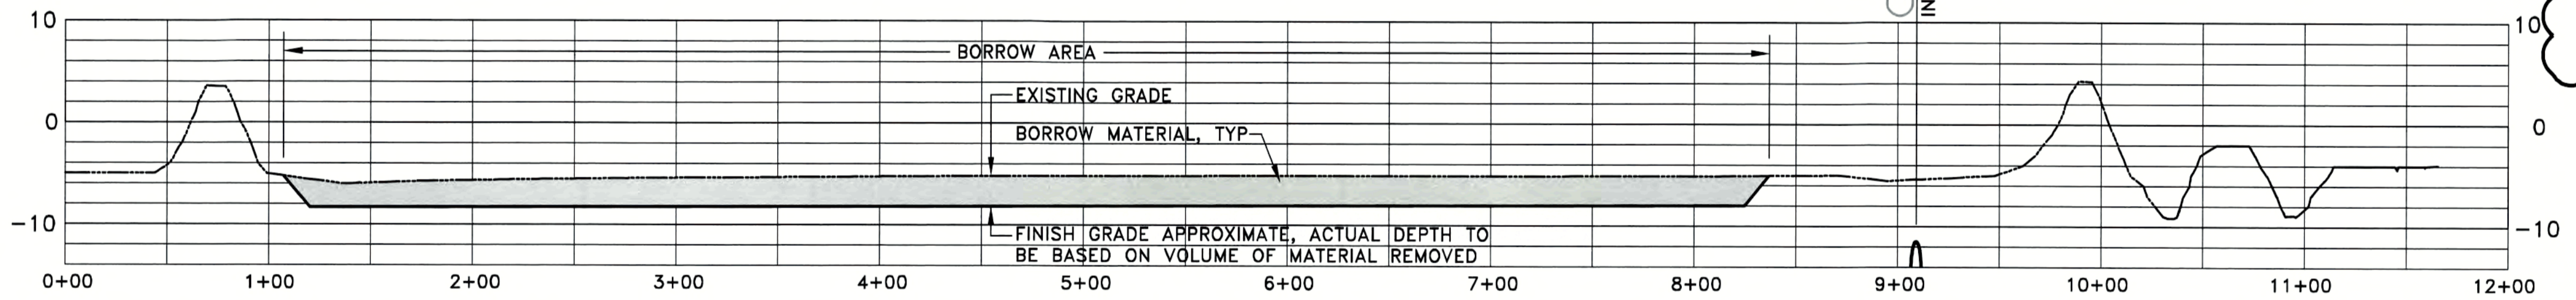 10
10
IN
BORROW AREA
EXISTING GRADE
BORROW MATERIAL, TYP
0
0
-10
-10
FINISH GRADE APPROXIMATE, ACTUAL DEPTH TO
BE BASED ON VOLUME OF MATERIAL REMOVED
0+00 1+00 2+00 3+00 4+00 5+00 6+00 7+00 8+00 9+00 10+00 11+00 12+00